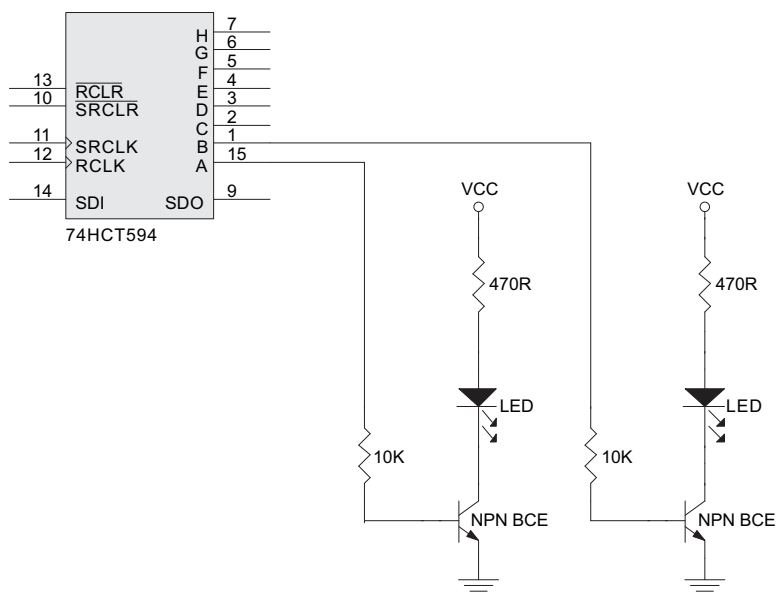 7
H
6
G
5
F
13
4
RCLR
E
10
3
SRCLR
D
2
C
11
1
SRCLK
B
12
15
RCLK
A
14
9
SDI
SDO
74HCT594
VCC
VCC
470R
470R
LED
LED
10K
10K
NPN BCE
NPN BCE